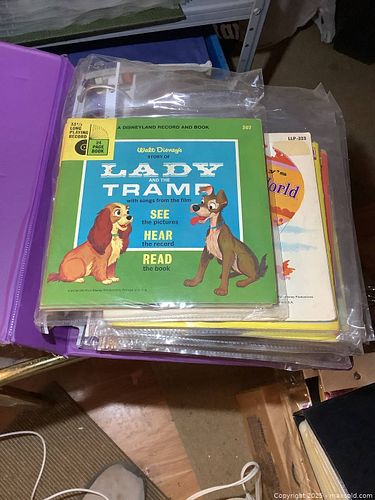 33⅓
LONG
PLAYING
RECORD
24
PAGE
BOOK
A DISNEYLAND RECORD AND BOOK
307
Walt Disney's
STORY OF
LADY
AND THE
TRAMP
with songs from the film
SEE
the pictures
HEAR
the record
READ
the book
LLP-323
y's
orld
Copyright 2025 - maxsold.com